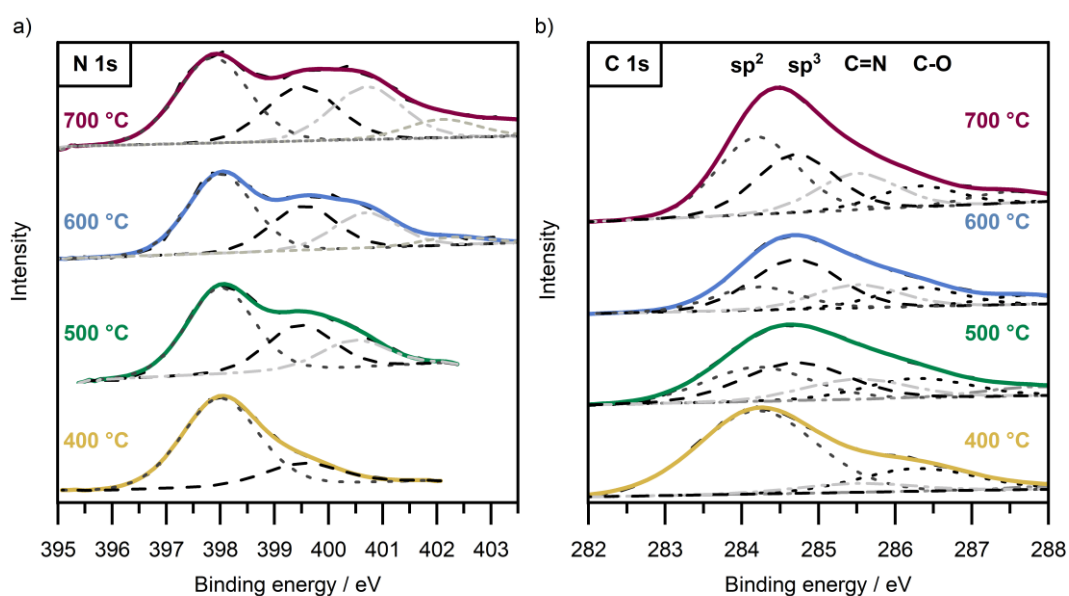 a)
N 1s
700 °C
600 °C
500 °C
400 °C
Intensity
395 396 397 398 399 400 401 402 403
Binding energy / eV
b)
C 1s
sp² sp³ C=N C-O
700 °C
600 °C
500 °C
400 °C
Intensity
282 283 284 285 286 287 288
Binding energy / eV